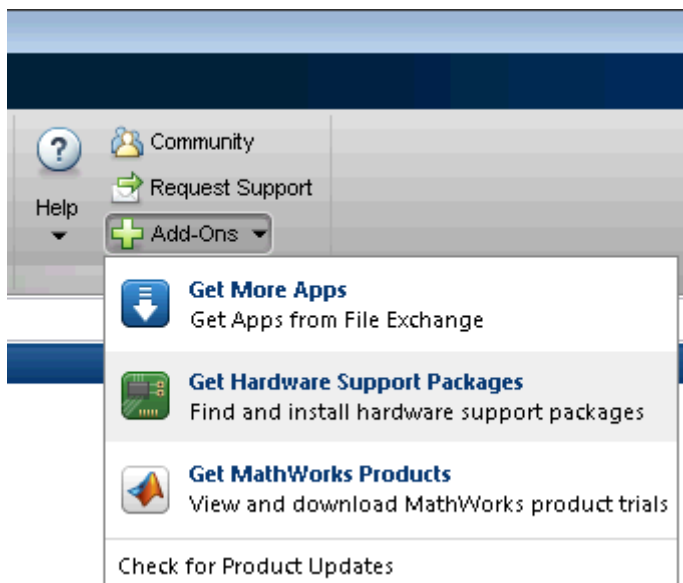 Community
Request Support
Help
Add-Ons
Get More Apps
Get Apps from File Exchange
Get Hardware Support Packages
Find and install hardware support packages
Get MathWorks Products
View and download MathWorks product trials
Check for Product Updates